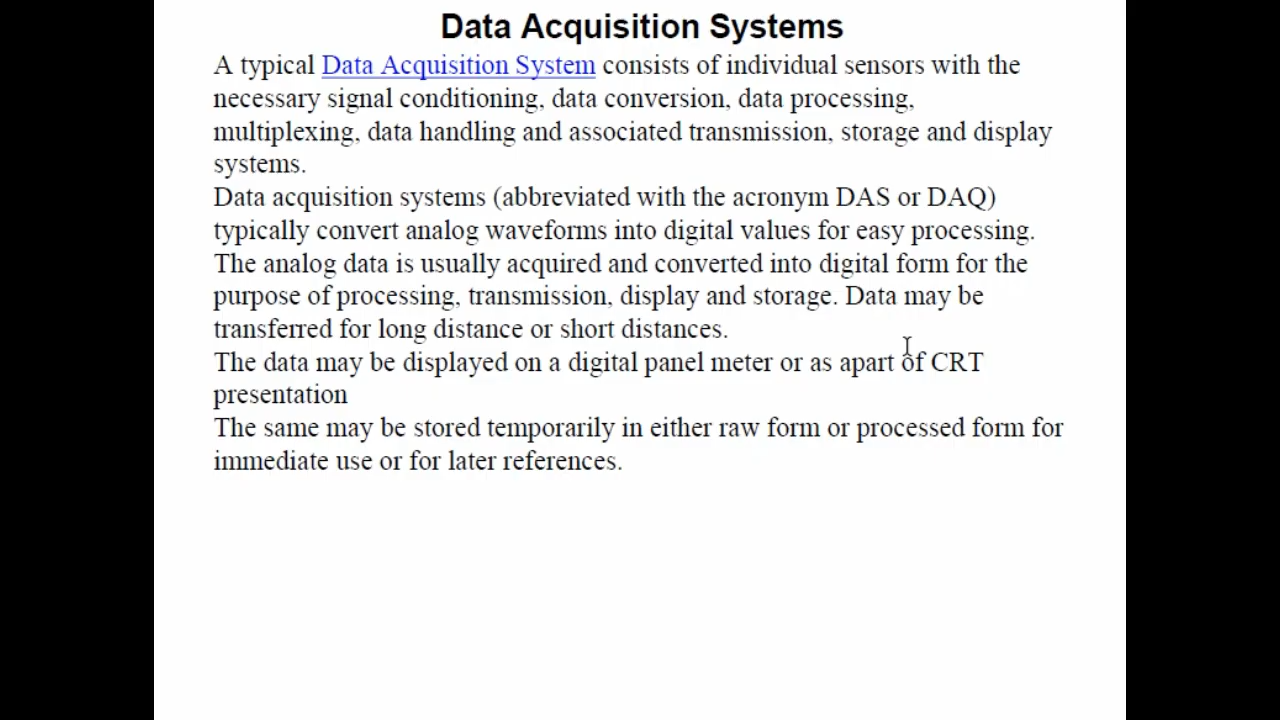 Data Acquisition Systems
A typical Data Acquisition System consists of individual sensors with the
necessary signal conditioning, data conversion, data processing,
multiplexing, data handling and associated transmission, storage and display
systems.
Data acquisition systems (abbreviated with the acronym DAS or DAQ)
typically convert analog waveforms into digital values for easy processing.
The analog data is usually acquired and converted into digital form for the
purpose of processing, transmission, display and storage. Data may be
transferred for long distance or short distances.
The data may be displayed on a digital panel meter or as apart of CRT
presentation
The same may be stored temporarily in either raw form or processed form for
immediate use or for later references.